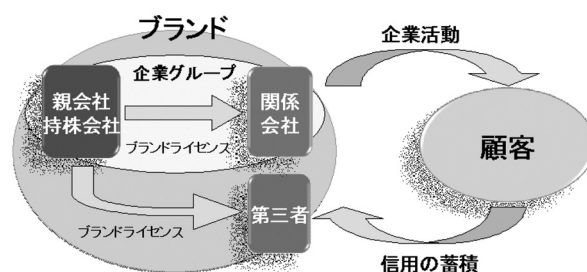 ブランド
企業活動
企業グループ
親会社
持株会社
関係
会社
ブランドライセンス
顧客
第三者
ブランドライセンス
信用の蓄積